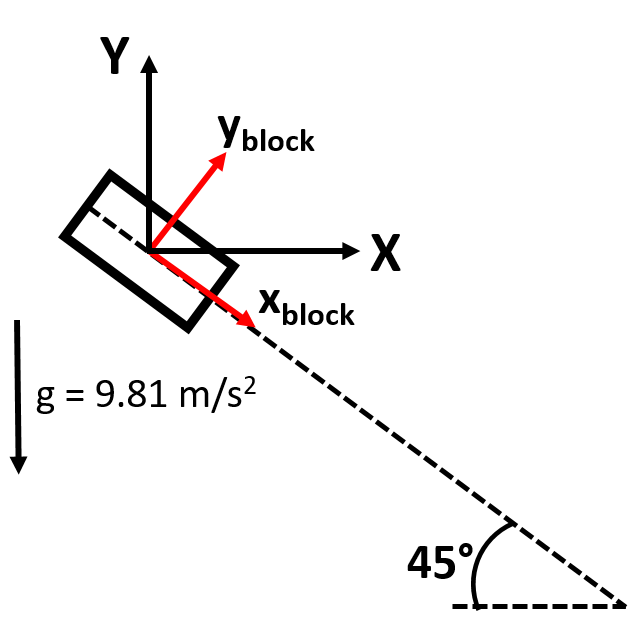 Y
y_block
X
x_block
g = 9.81 m/s²
45°